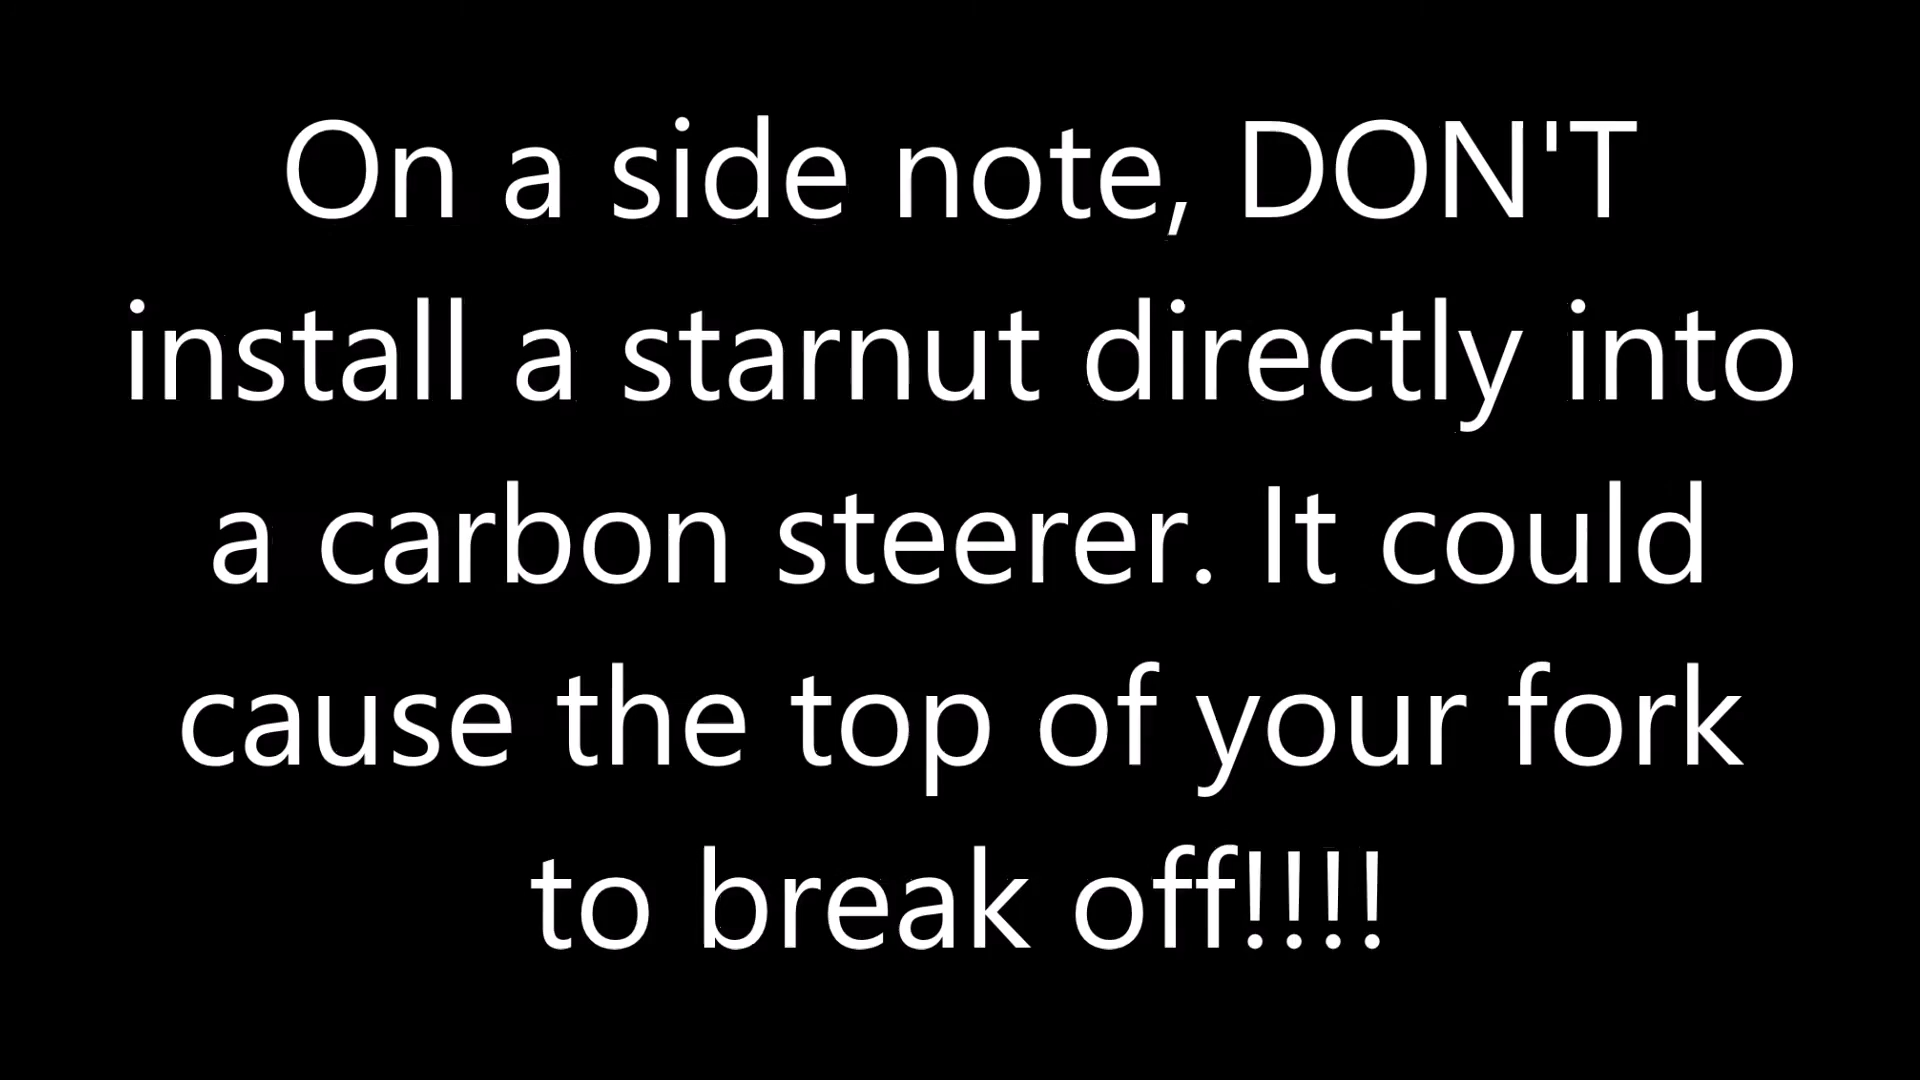 On a side note, DON'T
install a starnut directly into
a carbon steerer. It could
cause the top of your fork
to break off!!!!